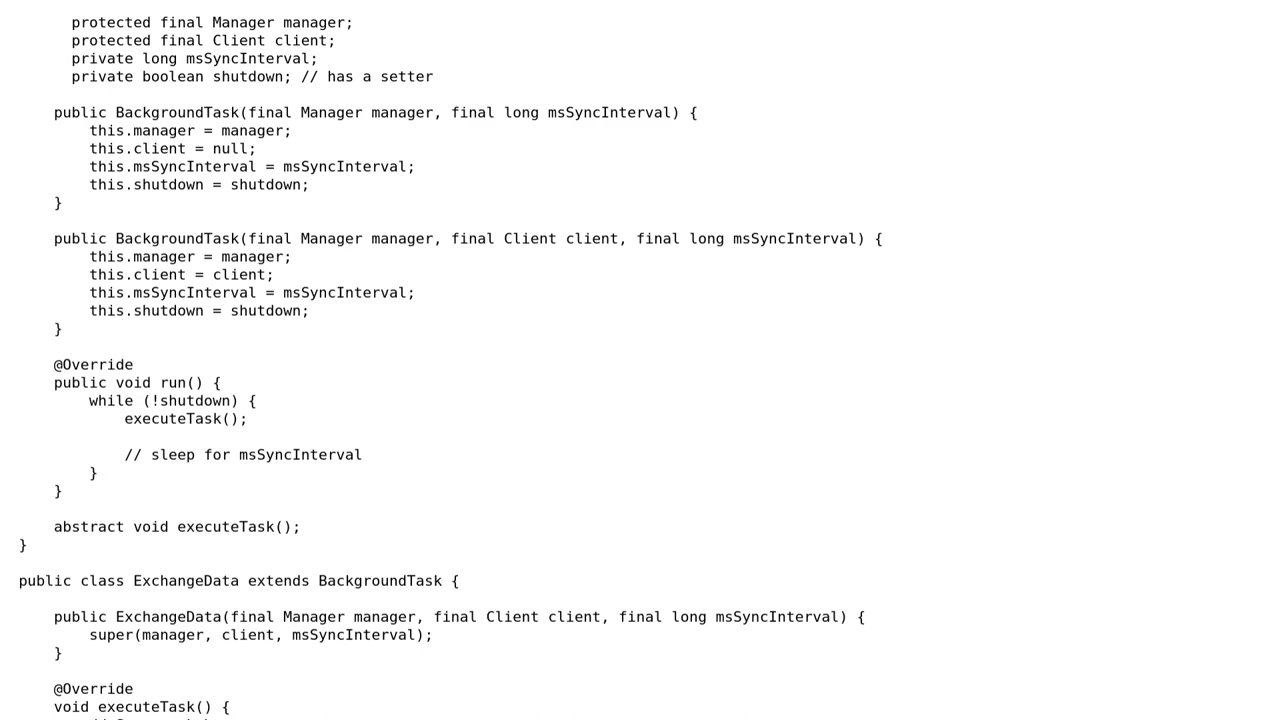 protected final Manager manager;
protected final Client client;
private long msSyncInterval;
private boolean shutdown; // has a setter
public BackgroundTask(final Manager manager, final long msSyncInterval) {
this.manager = manager;
this.client = null;
this.msSyncInterval = msSyncInterval;
this.shutdown = shutdown;
}
public BackgroundTask(final Manager manager, final Client client, final long msSyncInterval) {
this.manager = manager;
this.client = client;
this.msSyncInterval = msSyncInterval;
this.shutdown = shutdown;
}
@Override
public void run() {
while (!shutdown) {
executeTask();
// sleep for msSyncInterval
}
}
abstract void executeTask();
}
public class ExchangeData extends BackgroundTask {
public ExchangeData(final Manager manager, final Client client, final long msSyncInterval) {
super(manager, client, msSyncInterval);
}
@Override
void executeTask() {